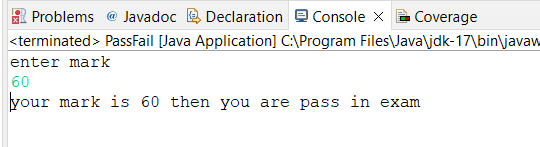 Problems @ Javadoc Declaration Console × Coverage
<terminated> PassFail [Java Application] C:\Program Files\Java\jdk-17\bin\javaw
enter mark
60
your mark is 60 then you are pass in exam